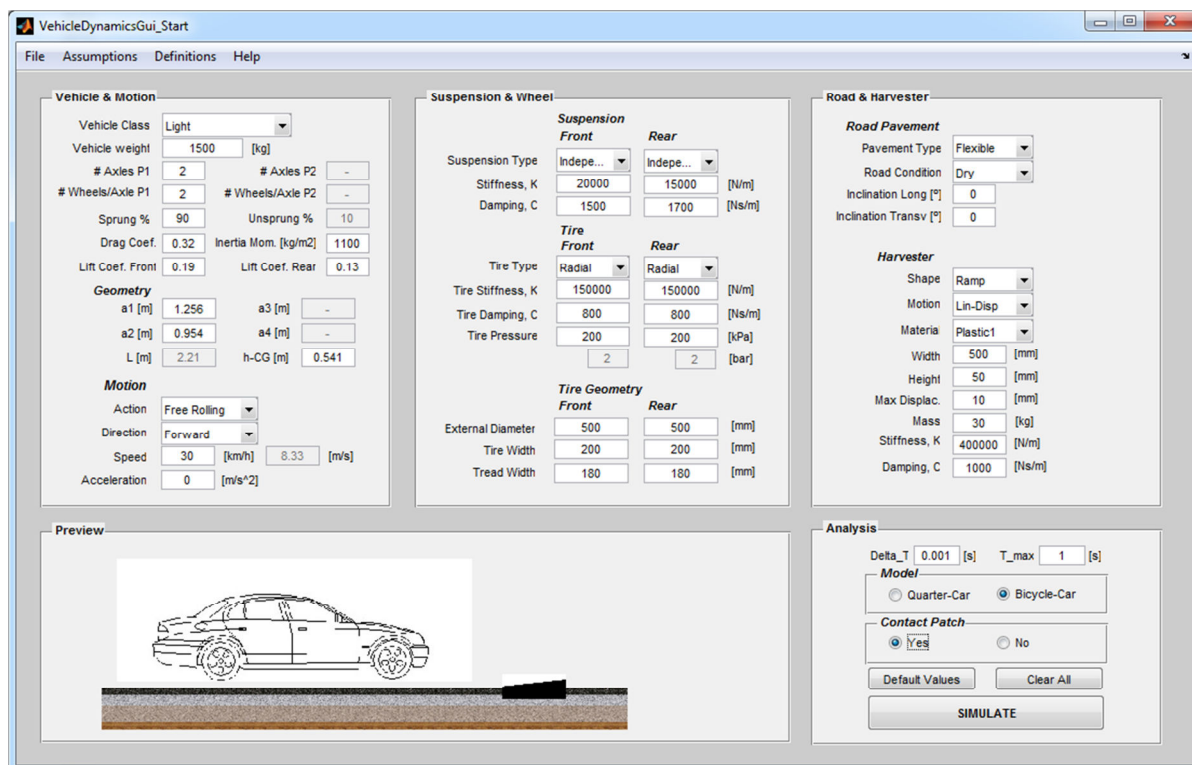 VehicleDynamicsGui_Start
File Assumptions Definitions Help
Vehicle & Motion
Vehicle Class Light
Vehicle weight 1500 [kg]
# Axles P1 2 # Axles P2 -
# Wheels/Axle P1 2 # Wheels/Axle P2 -
Sprung % 90 Unsprung % 10
Drag Coef. 0.32 Inertia Mom. [kg/m2] 1100
Lift Coef. Front 0.19 Lift Coef. Rear 0.13
Geometry
a1 [m] 1.256 a3 [m] -
a2 [m] 0.954 a4 [m] -
L [m] 2.21 h-CG [m] 0.541
Motion
Action Free Rolling
Direction Forward
Speed 30 [km/h] 8.33 [m/s]
Acceleration 0 [m/s^2]
Suspension & Wheel
Suspension
Front Rear
Suspension Type Indepe... Indepe...
Stiffness, K 20000 15000 [N/m]
Damping, C 1500 1700 [Ns/m]
Tire
Front Rear
Tire Type Radial Radial
Tire Stiffness, K 150000 150000 [N/m]
Tire Damping, C 800 800 [Ns/m]
Tire Pressure 200 200 [kPa]
2 2 [bar]
Tire Geometry
Front Rear
External Diameter 500 500 [mm]
Tire Width 200 200 [mm]
Tread Width 180 180 [mm]
Road & Harvester
Road Pavement
Pavement Type Flexible
Road Condition Dry
Inclination Long [º] 0
Inclination Transv [º] 0
Harvester
Shape Ramp
Motion Lin-Disp
Material Plastic1
Width 500 [mm]
Height 50 [mm]
Max Displac. 10 [mm]
Mass 30 [kg]
Stiffness, K 400000 [N/m]
Damping, C 1000 [Ns/m]
Preview
Analysis
Delta_T 0.001 [s] T_max 1 [s]
Model
Quarter-Car Bicycle-Car
Contact Patch
Yes No
Default Values Clear All
SIMULATE